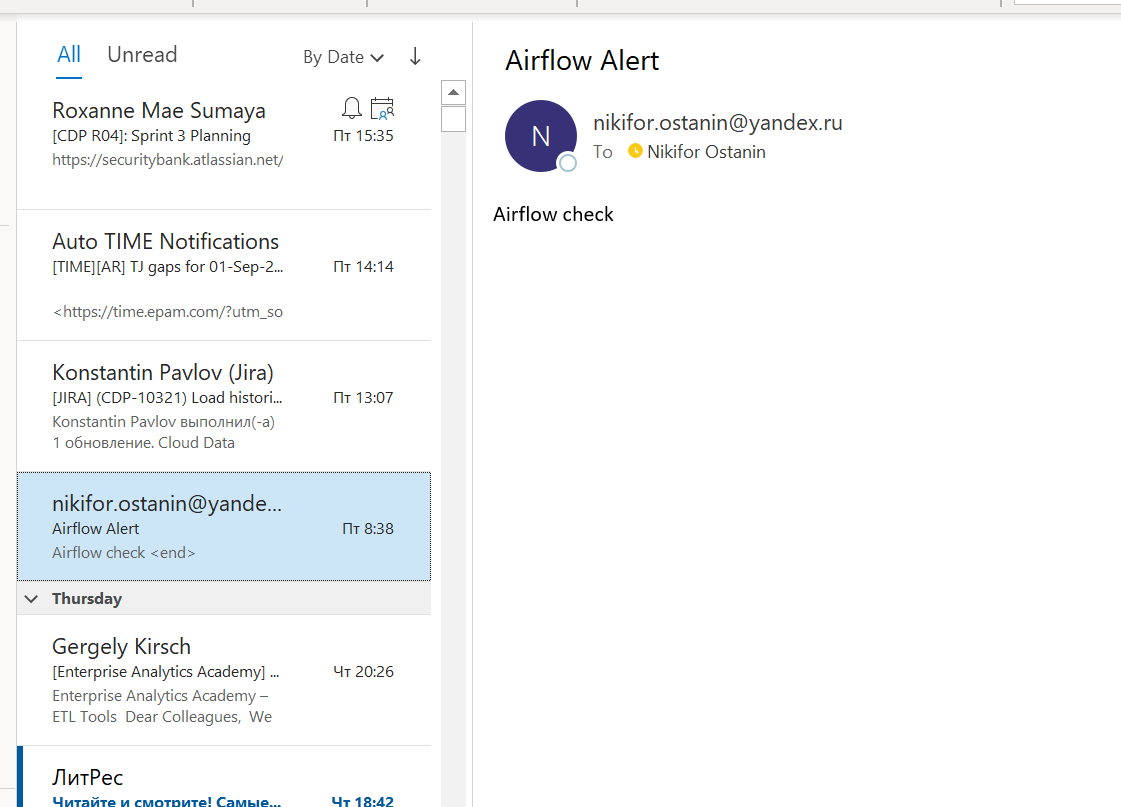 All Unread By Date
Roxanne Mae Sumaya
[CDP R04]: Sprint 3 Planning Пт 15:35
https://securitybank.atlassian.net/
Auto TIME Notifications
[TIME][AR] TJ gaps for 01-Sep-2... Пт 14:14
<https://time.epam.com/?utm_so
Konstantin Pavlov (Jira)
[JIRA] (CDP-10321) Load histori... Пт 13:07
Konstantin Pavlov выполнил(-а)
1 обновление. Cloud Data
nikifor.ostanin@yande...
Airflow Alert Пт 8:38
Airflow check <end>
Thursday
Gergely Kirsch
[Enterprise Analytics Academy] ... Чт 20:26
Enterprise Analytics Academy –
ETL Tools Dear Colleagues, We
ЛитРес
Читайте и смотрите! Самые... Чт 18:42
Airflow Alert
N
nikifor.ostanin@yandex.ru
To Nikifor Ostanin
Airflow check